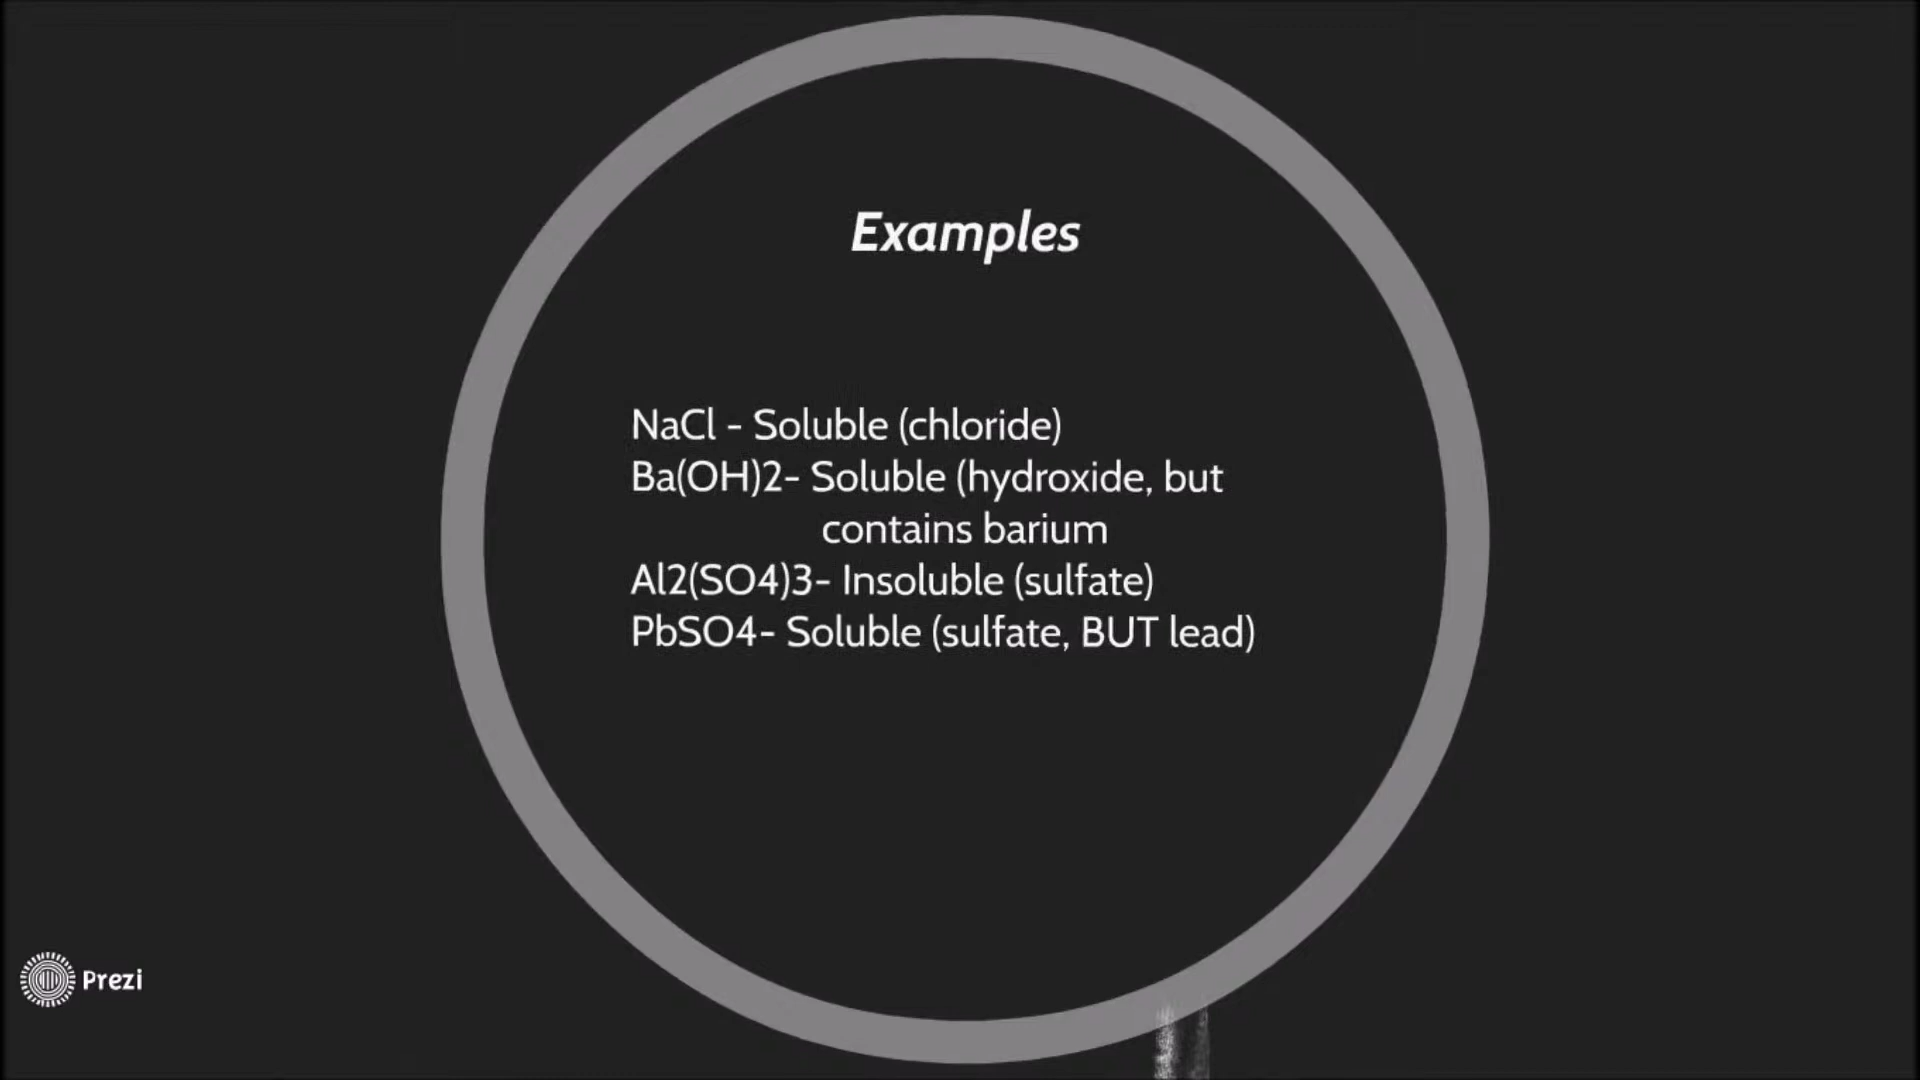 Examples
NaCl - Soluble (chloride)
Ba(OH)2- Soluble (hydroxide, but
contains barium
Al2(SO4)3- Insoluble (sulfate)
PbSO4- Soluble (sulfate, BUT lead)
Prezi